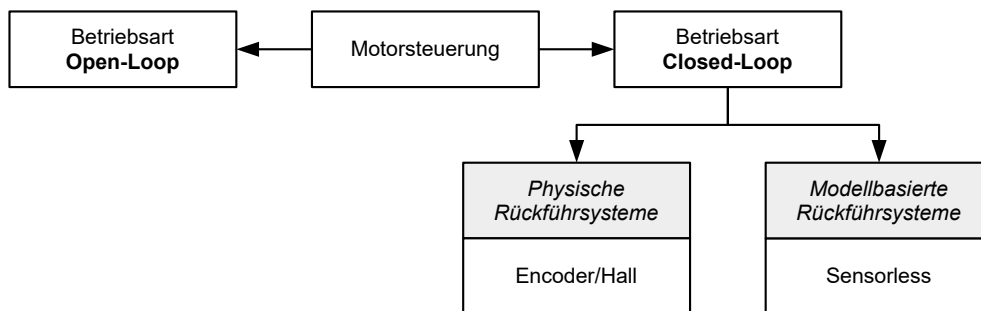 Betriebsart
Open-Loop
Motorsteuerung
Betriebsart
Closed-Loop
Physische
Rückführsysteme
Encoder/Hall
Modellbasierte
Rückführsysteme
Sensorless